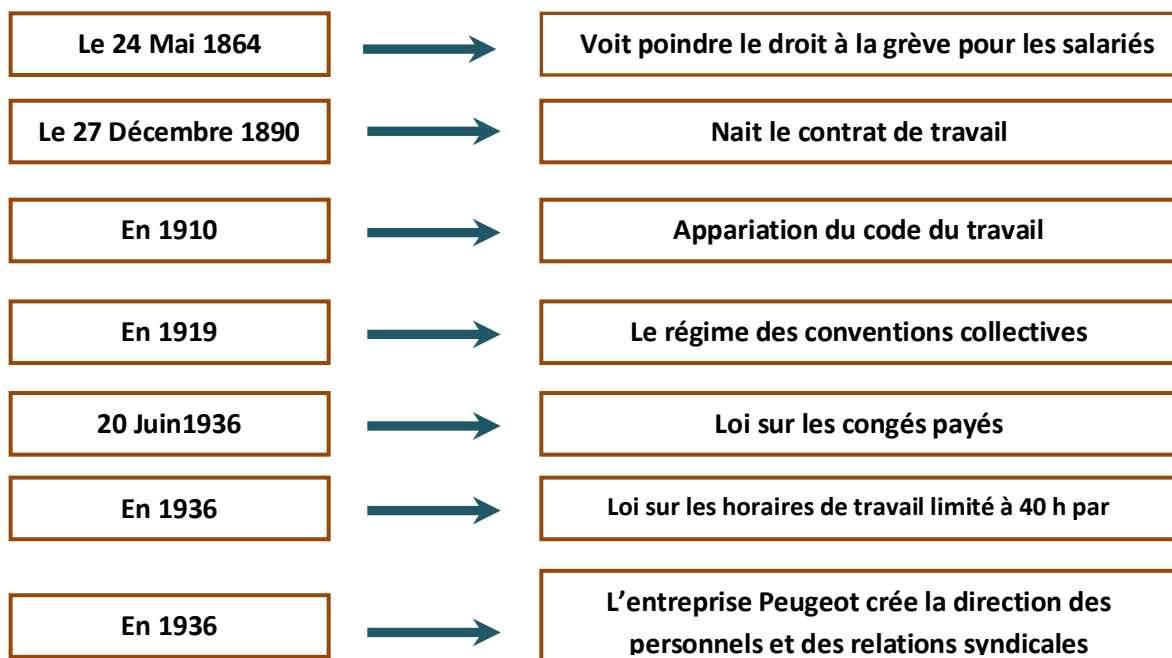 Le 24 Mai 1864
Voit poindre le droit à la grève pour les salariés
Le 27 Décembre 1890
Nait le contrat de travail
En 1910
Appariation du code du travail
En 1919
Le régime des conventions collectives
20 Juin1936
Loi sur les congés payés
En 1936
Loi sur les horaires de travail limité à 40 h par
En 1936
L’entreprise Peugeot crée la direction des
personnels et des relations syndicales